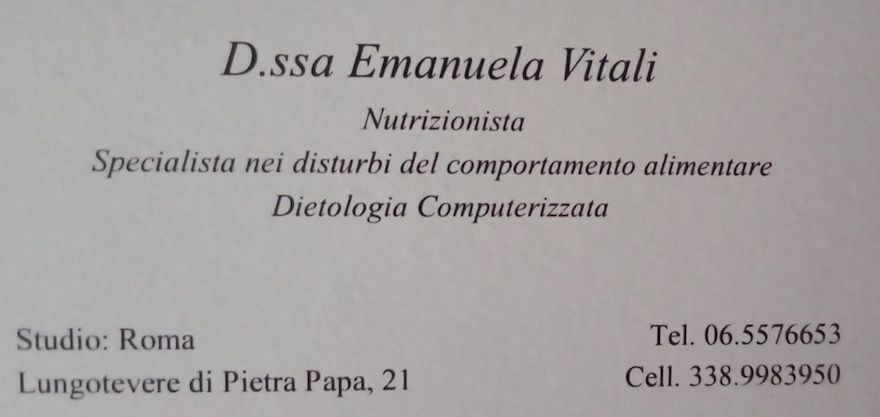 D.ssa Emanuela Vitali
Nutrizionista
Specialista nei disturbi del comportamento alimentare
Dietologia Computerizzata
Studio: Roma
Lungotevere di Pietra Papa, 21
Tel. 06.5576653
Cell. 338.9983950